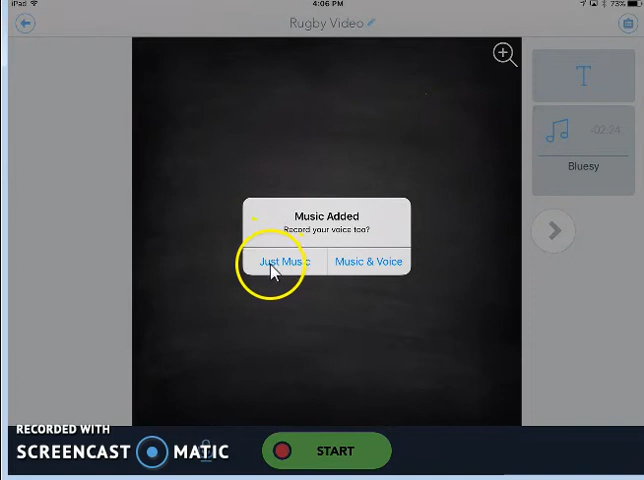 iPad 4:06 PM 73%
Rugby Video
T
-02:24
Bluesy
Music Added
Record your voice too?
Just Music Music & Voice
RECORDED WITH
SCREENCAST MATIC
START